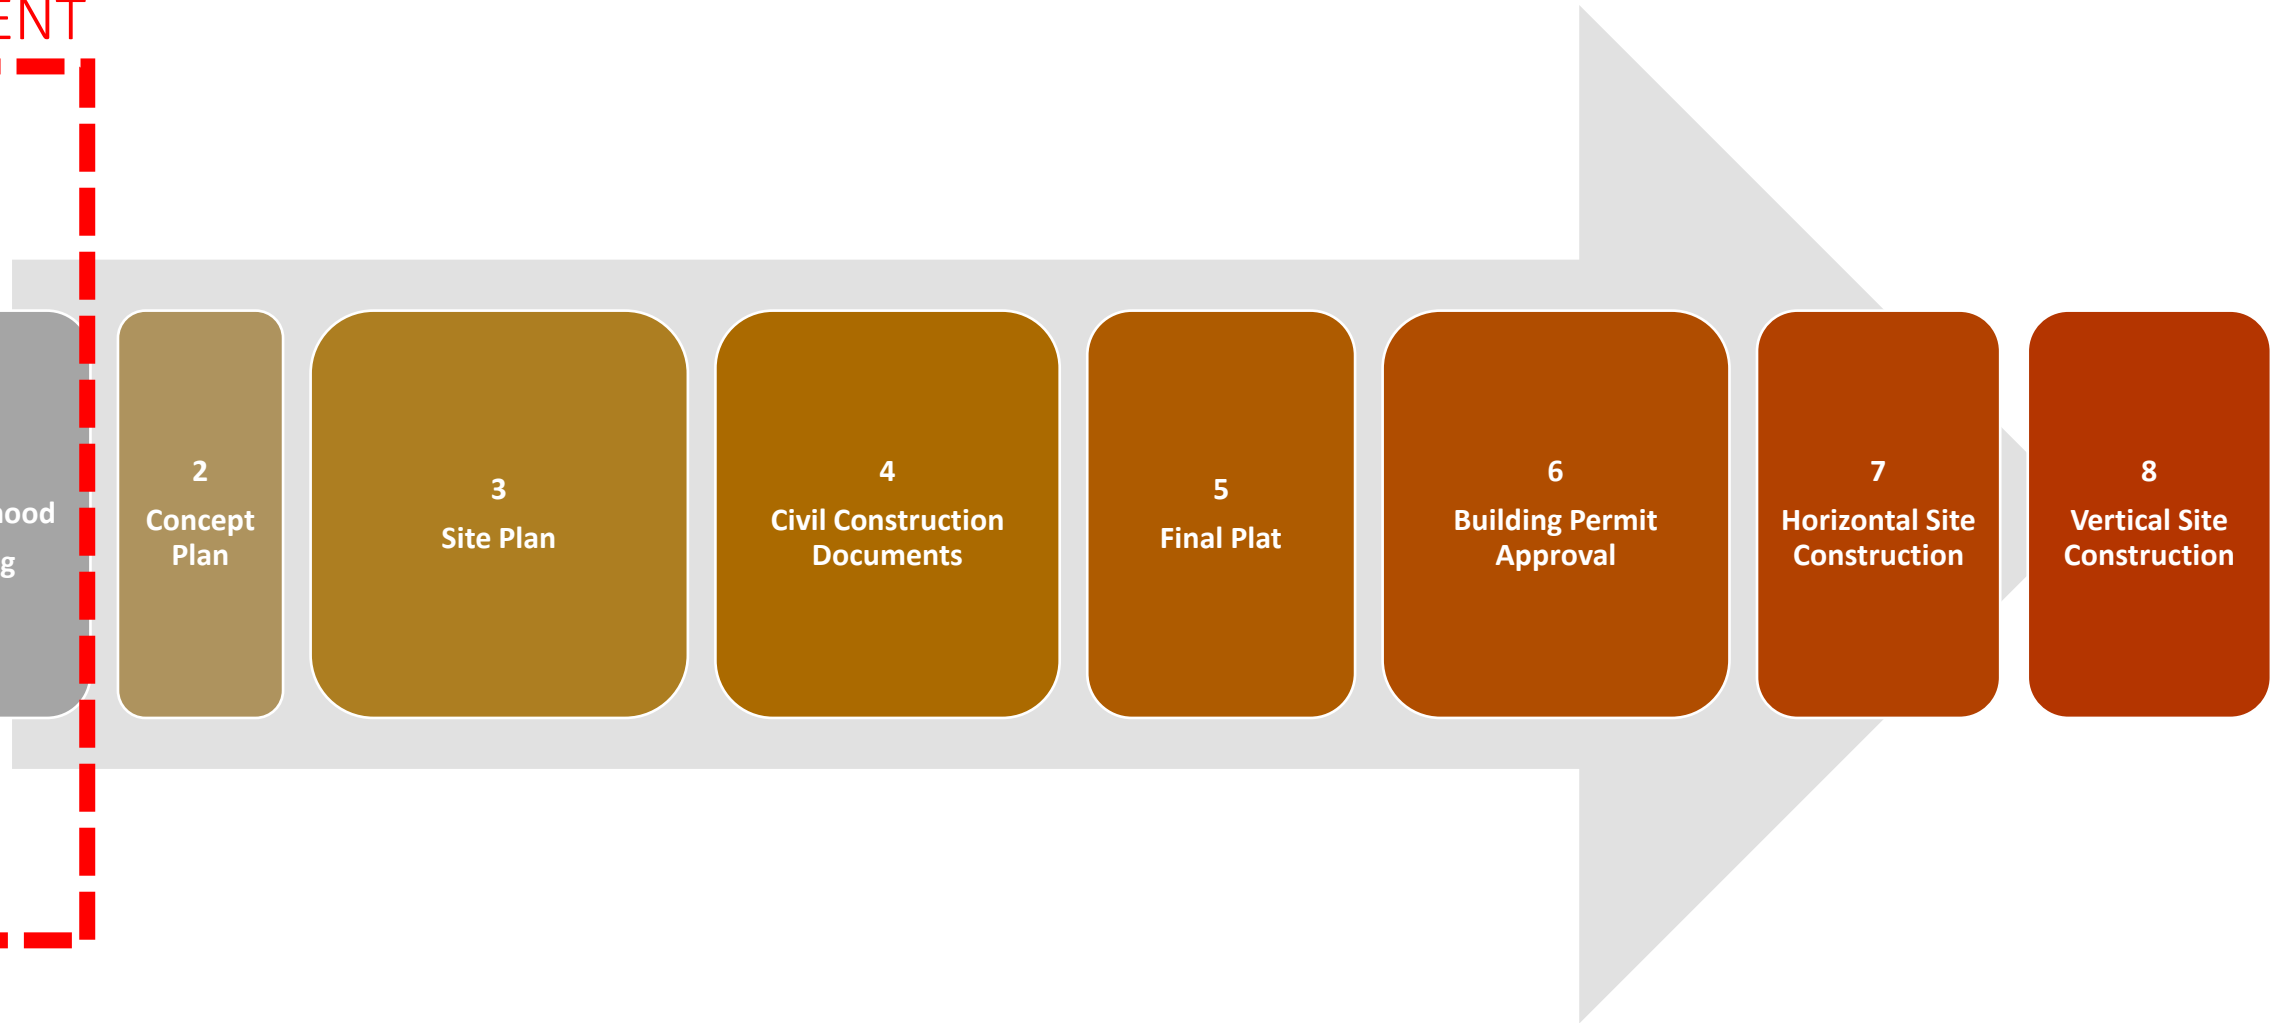 ENT
hood
g
2
Concept
Plan
3
Site Plan
4
Civil Construction
Documents
5
Final Plat
6
Building Permit
Approval
7
Horizontal Site
Construction
8
Vertical Site
Construction